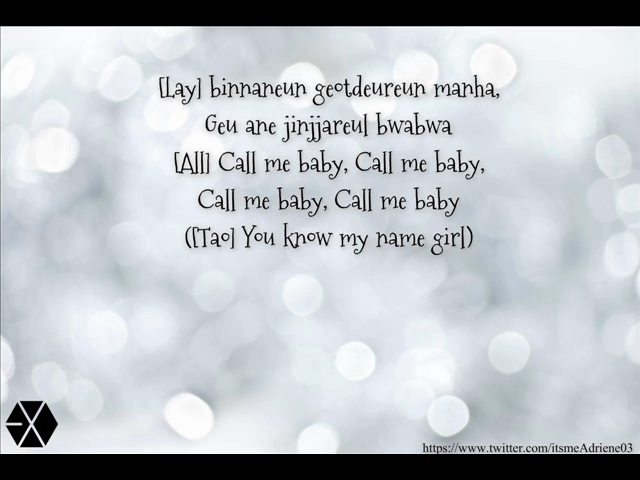 [Lay] binnaneun geotdeureun manha,
Geu ane jinjjareul bwabwa
[All] Call me baby, Call me baby,
Call me baby, Call me baby
([Tao] You know my name girl)
EXO
https://www.twitter.com/itsmeAdriene03